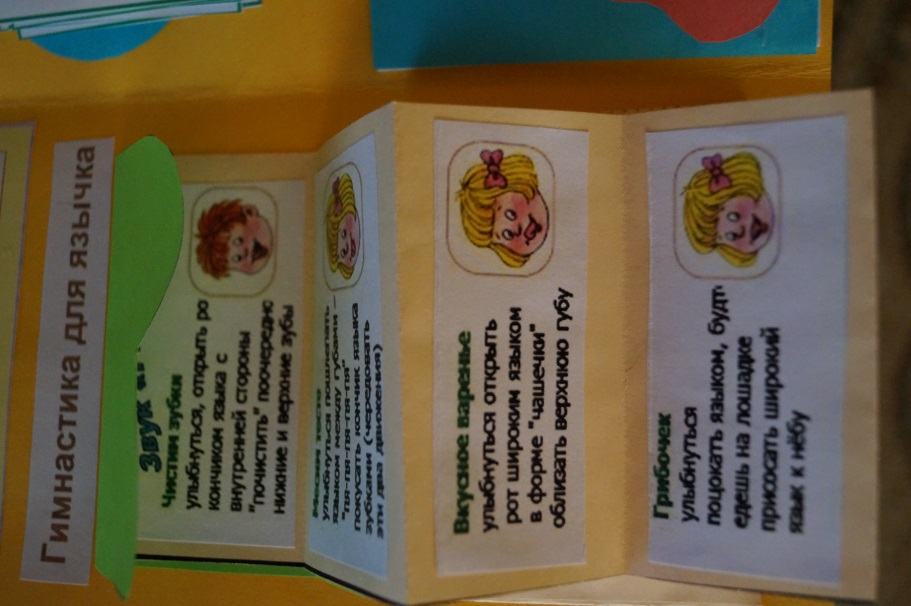 Гимнастика для язычка
Звук
Чистим зубки
улыбнуться, открыть ро
кончиком языка с
внутренней стороны
"почистить" поочередно
нижние и верхние зубы
Месим тесто
улыбнуться пошлепать
языком между губами –
"пя-пя-пя-пя-пя"
покусать кончик языка
зубками (чередовать
эти два движения)
Вкусное варенье
улыбнуться открыть
рот широким языком
в форме "чашечки"
облизать верхнюю губу
Грибочек
улыбнуться
поцокать языком, будт
едешь на лошадке
присосать широкий
язык к нёбу